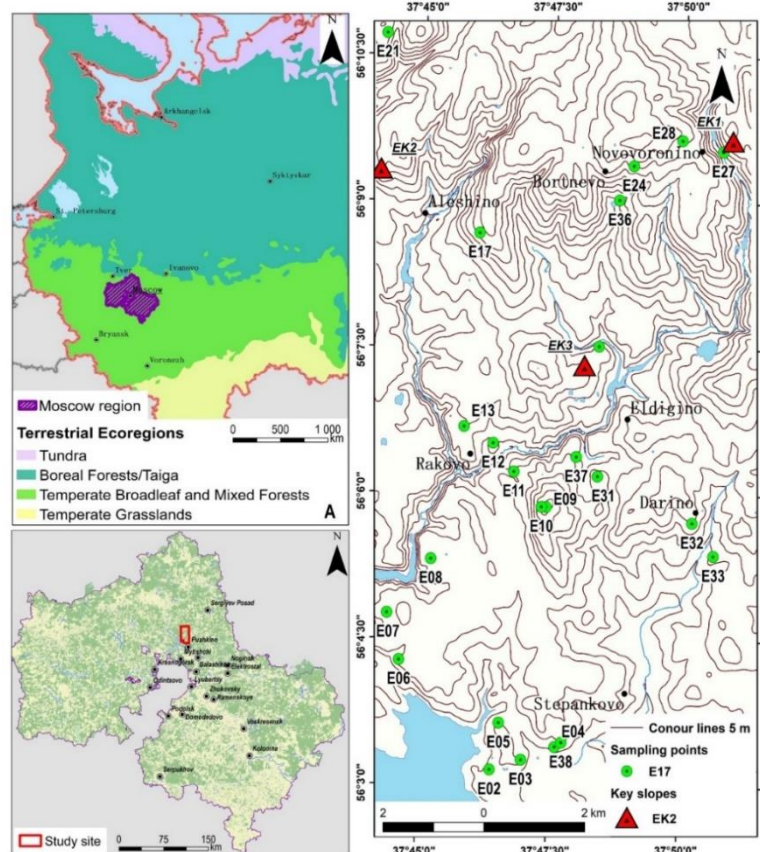 N
Arkhangelsk
Syktyvkar
St. Petersburg
Tver
Ivanovo
Moscow
Bryansk
Voronezh
Moscow region
0 500 1 000
km
Terrestrial Ecoregions
Tundra
Boreal Forests/Taiga
Temperate Broadleaf and Mixed Forests
Temperate Grasslands
A
N
Sergiyev Posad
Pushkino
Mytishchi
Noginsk
Balashikha
Elektrostal
Krasnogorsk
Odintsovo
Lyubertsy
Zhukovsky
Ramenskoye
Podolsk
Domodedovo
Voskresensk
Kolomna
Serpukhov
Study site
0 75 150
km
37°45'0"
37°47'30"
37°50'0"
56°10'30"
56°9'0"
56°7'30"
56°6'0"
56°4'30"
56°3'0"
E21
N
EK1
E28
EK2
Novovoronino
E27
Bortnevo
E24
Aleshino
E36
E17
EK3
E13
Eldigino
E12
Rakovo
E37
E11
E31
E09
E10
Darino
E32
E08
E33
E07
E06
Stepankovo
E05
E04
E38
E03
E02
Conour lines 5 m
Sampling points
E17
Key slopes
EK2
2 0 2 km
37°45'0"
37°47'30"
37°50'0"